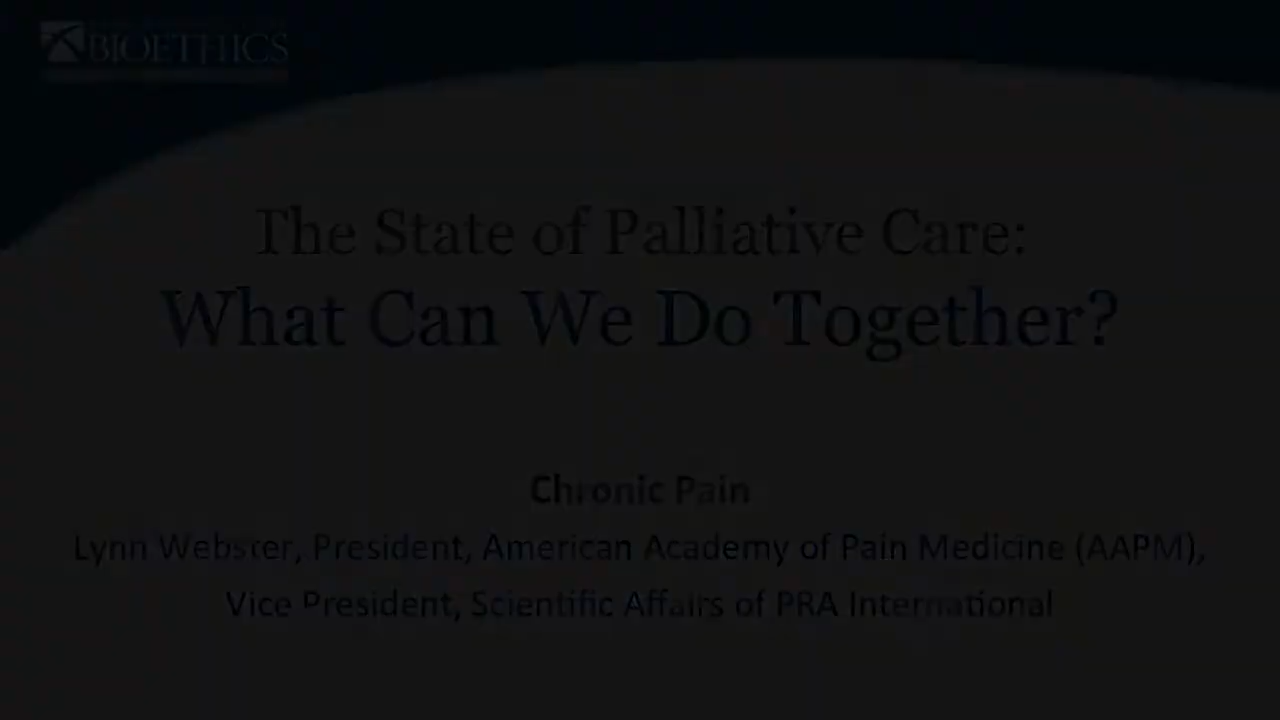 BIOETHICS
The State of Palliative Care:
What Can We Do Together?
Chronic Pain
Lynn Webster, President, American Academy of Pain Medicine (AAPM),
Vice President, Scientific Affairs of PRA International